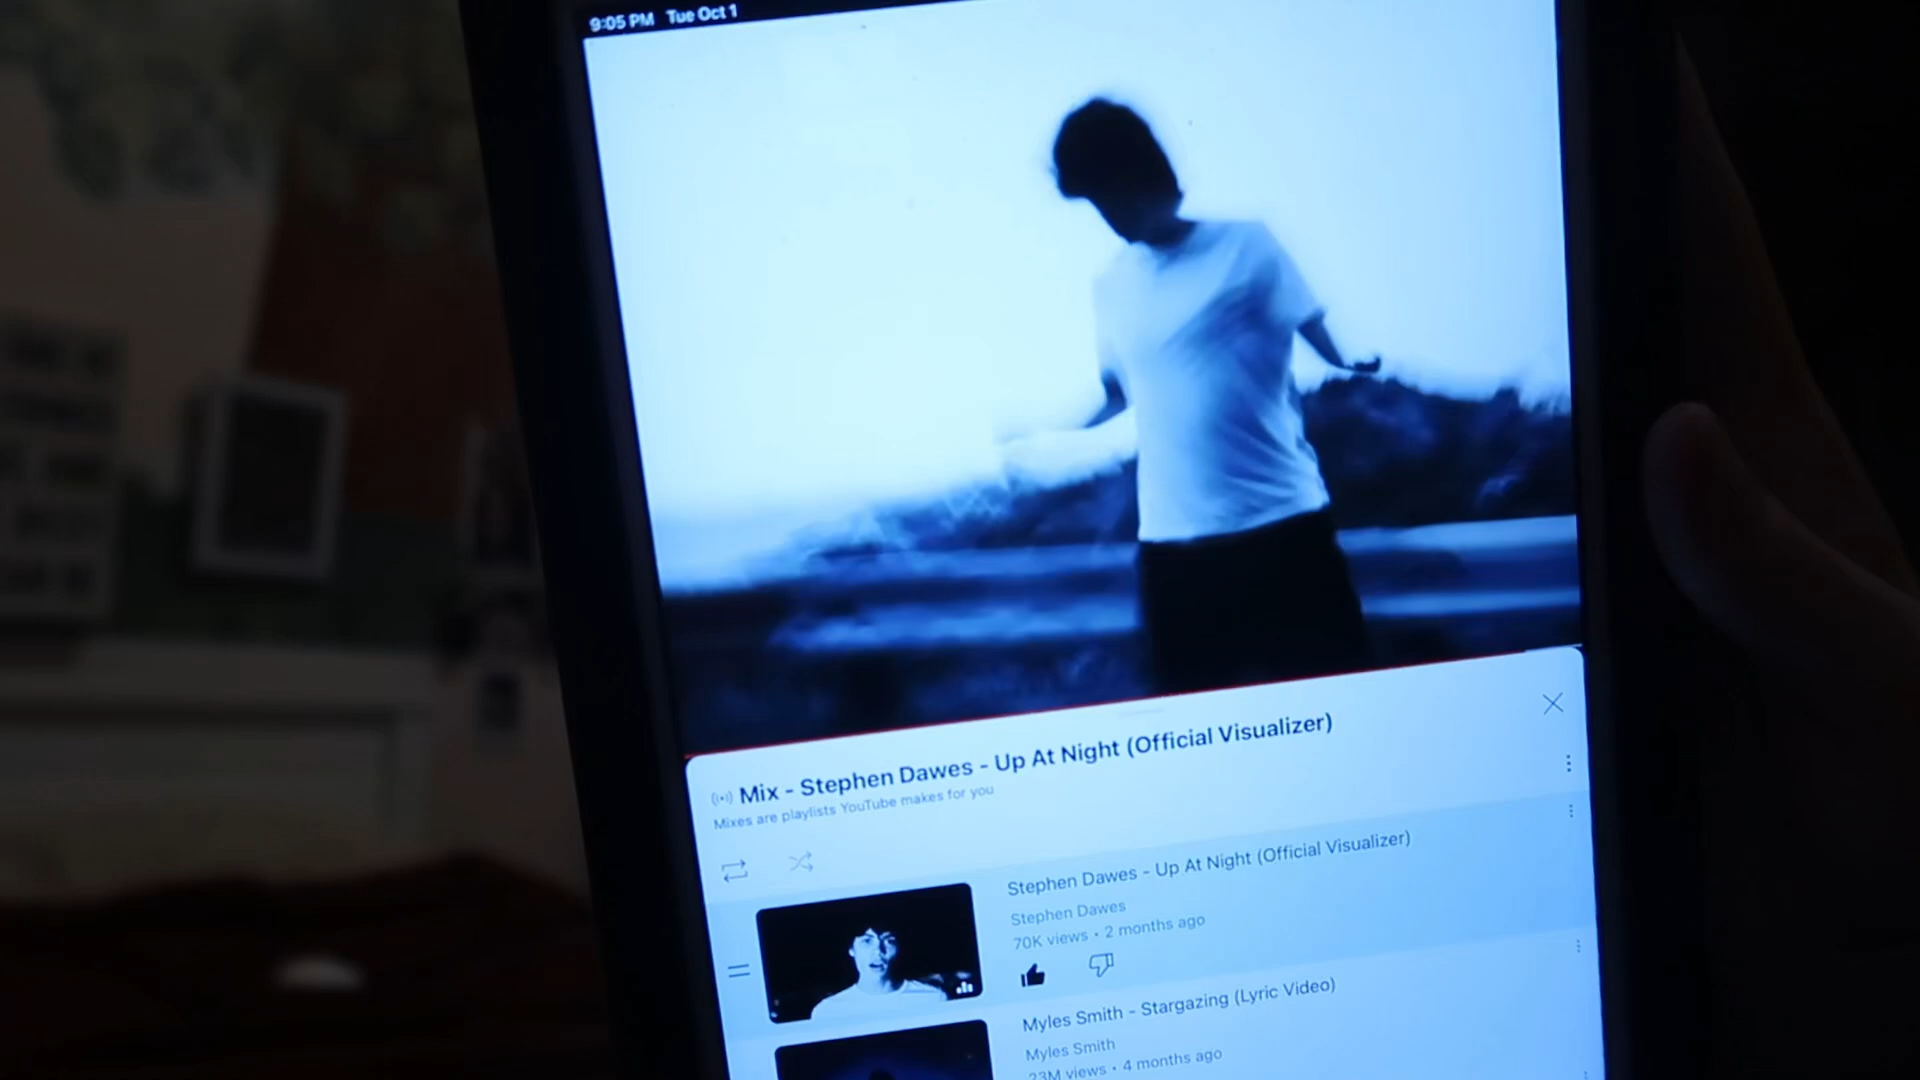 9:05 PM Tue Oct 1
Mix - Stephen Dawes - Up At Night (Official Visualizer)
Mixes are playlists YouTube makes for you
Stephen Dawes - Up At Night (Official Visualizer)
Stephen Dawes
70K views • 2 months ago
Myles Smith - Stargazing (Lyric Video)
Myles Smith
23M views • 4 months ago